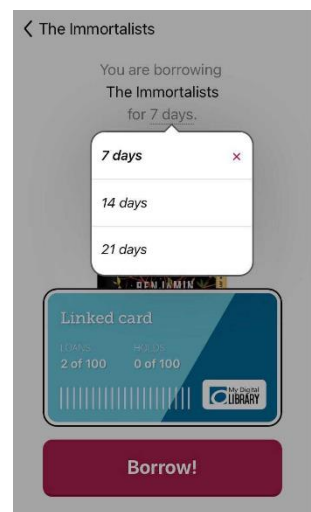 The Immortalists
You are borrowing
The Immortalists
for 7 days.
7 days
14 days
21 days
BENJAMIN
Linked card
LOANS HOLDS
2 of 100 0 of 100
My Digital
LIBRARY
Borrow!